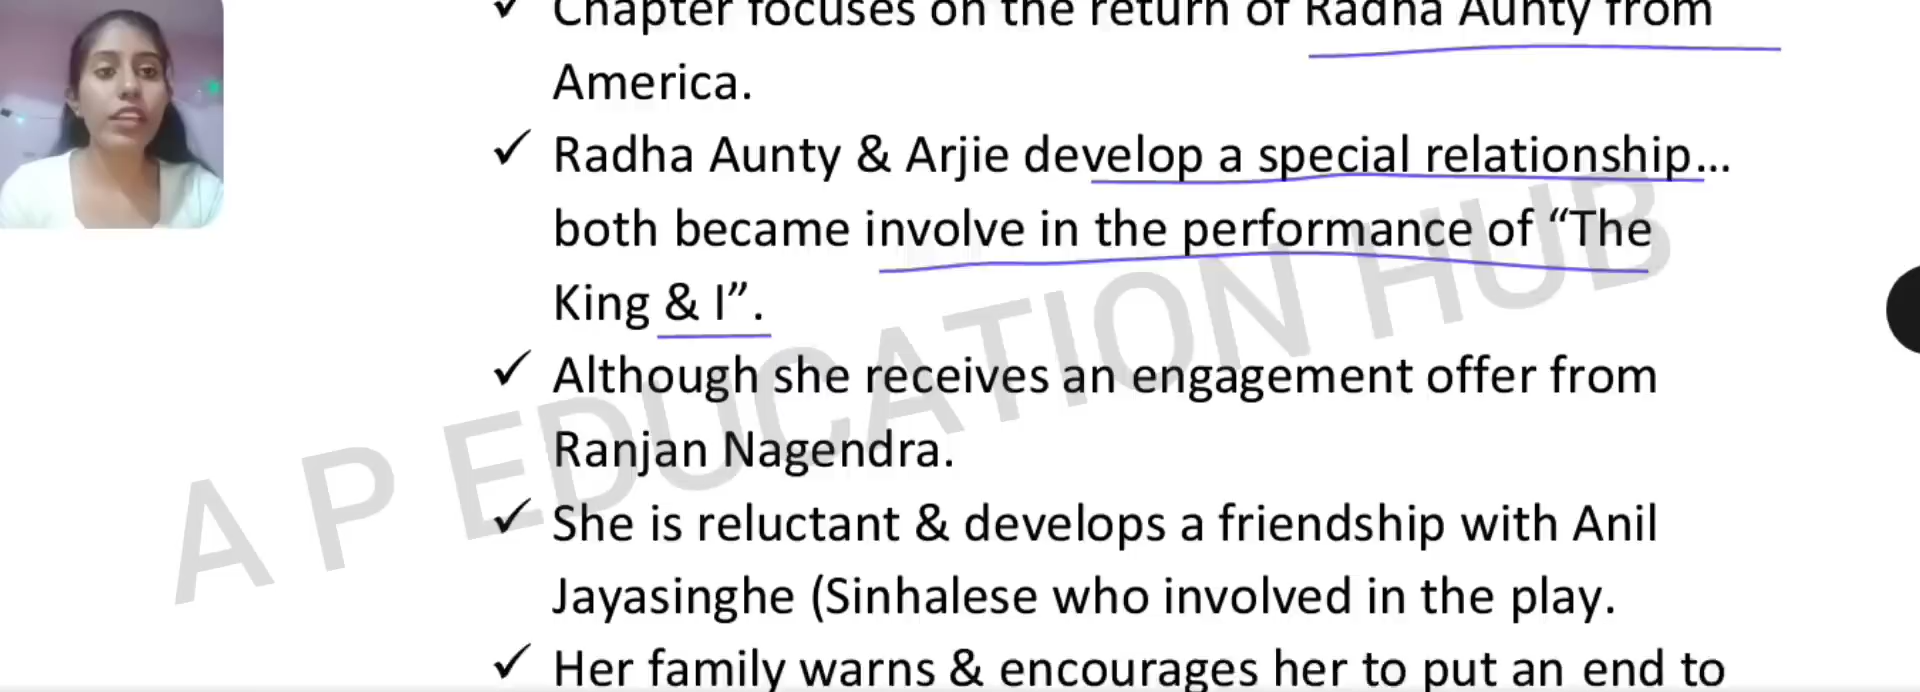 ✓ Chapter focuses on the return of Radha Aunty from
America.
✓ Radha Aunty & Arjie develop a special relationship...
both became involve in the performance of “The
King & I”.
✓ Although she receives an engagement offer from
Ranjan Nagendra.
✓ She is reluctant & develops a friendship with Anil
Jayasinghe (Sinhalese who involved in the play.
✓ Her family warns & encourages her to put an end to
A P EDUCATION HUB